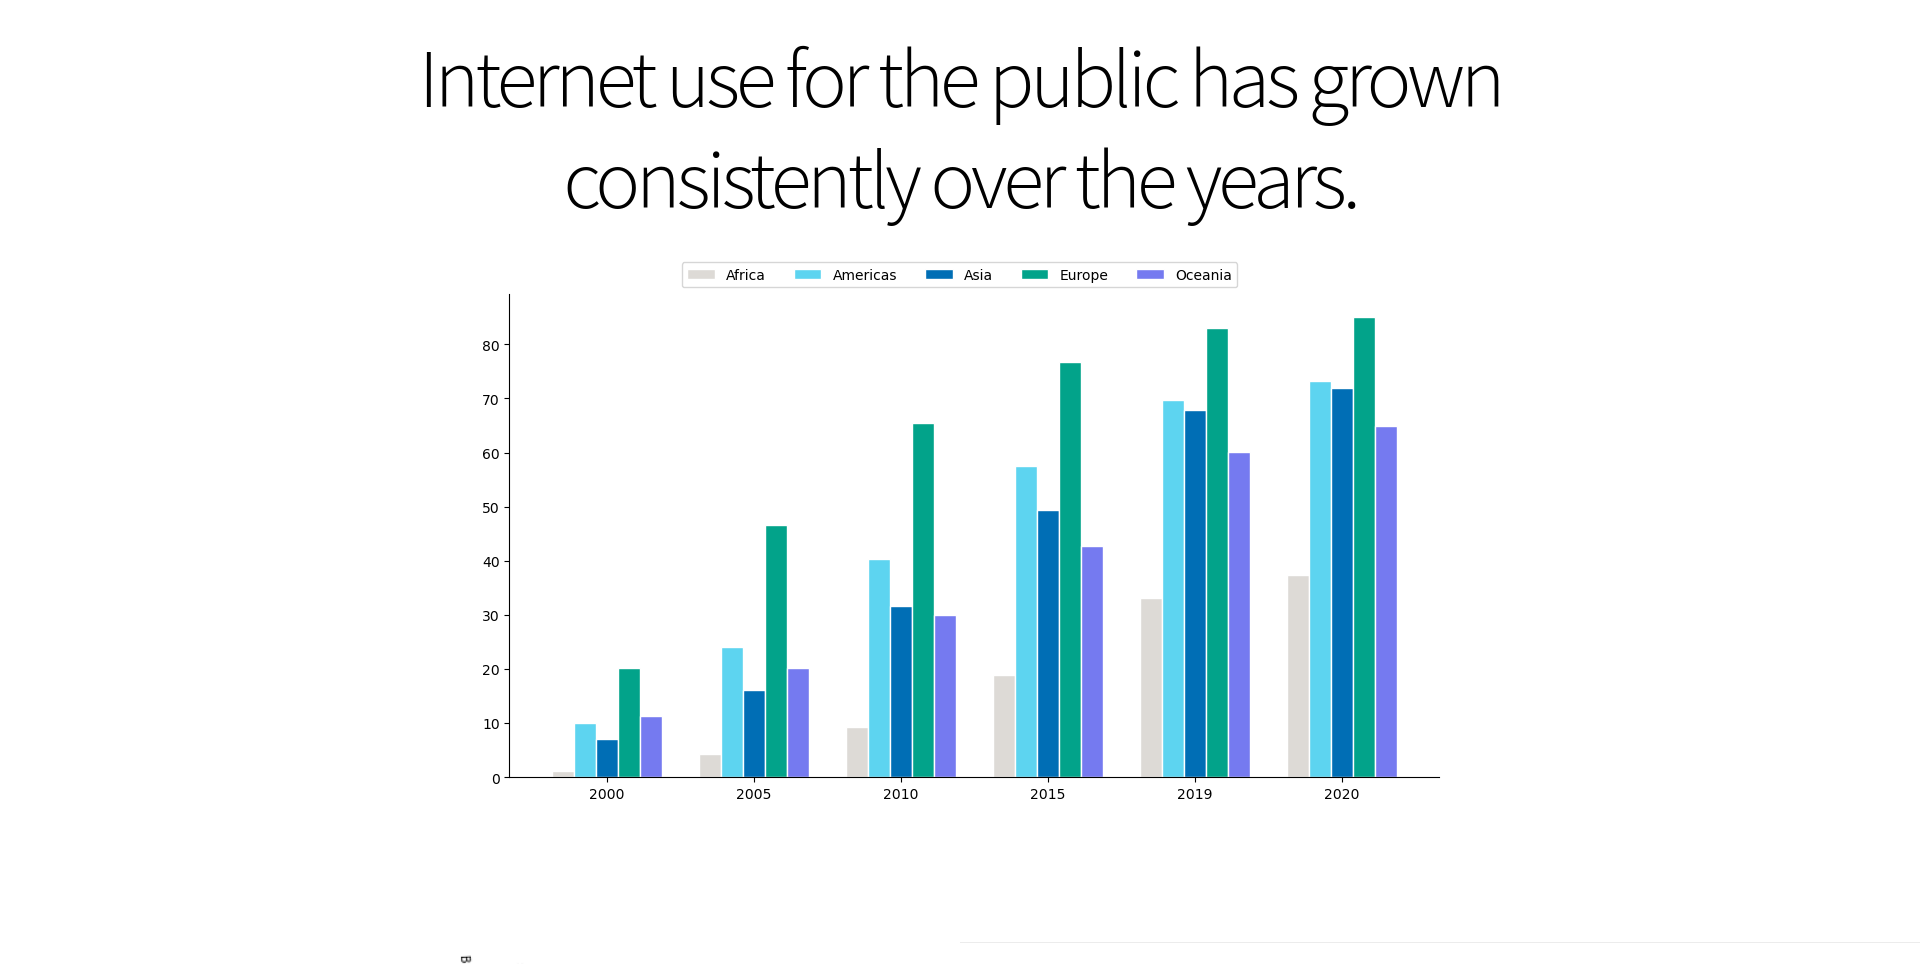 Internet use for the public has grown
consistently over the years.
Africa Americas Asia Europe Oceania
80
70
60
50
40
30
20
10
0
2000 2005 2010 2015 2019 2020
B